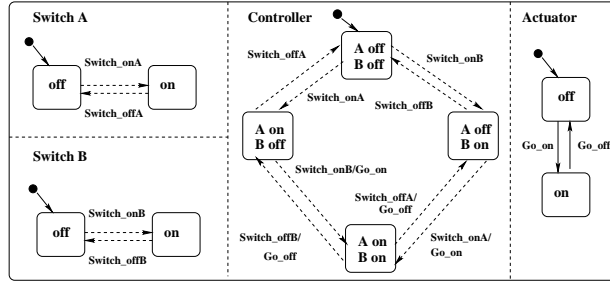 Switch A
off
Switch_onA
Switch_offA
on
Switch B
off
Switch_onB
Switch_offB
on
Controller
Switch_offA
A off
B off
Switch_onB
Switch_onA
Switch_offB
A on
B off
A off
B on
Switch_onB/Go_on
Switch_offA/
Go_off
Switch_offB/
Go_off
A on
B on
Switch_onA/
Go_on
Actuator
off
Go_on
Go_off
on